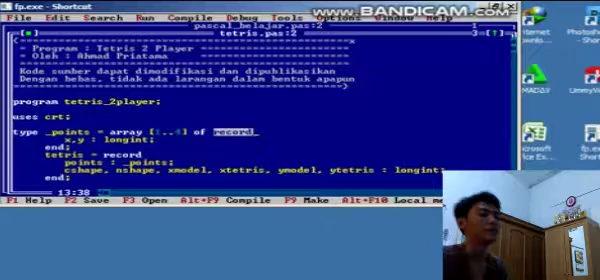 fp.exe - Shortcut
www.BANDICAM.com
File Edit Search Run Compile Debug Tools Options Window Help
pascal_belajar.pas:2
tetris.pas:2
3=[↑]
= Program : Tetris 2 Player
= Oleh : Ahmad Priatama
Kode sumber dapat dimodifikasi dan dipublikasikan
Dengan bebas, tidak ada larangan dalam bentuk apapun
program tetris_2player;
uses crt;
type _points = array [1..4] of record
x,y : longint;
end;
tetris = record
points : _points;
cshape, nshape, xmodel, xtetris, ymodel, ytetris : longint;
end;
13:38
F1 Help F2 Save F3 Open Alt+F9 Compile F9 Make Alt+F10 Local me